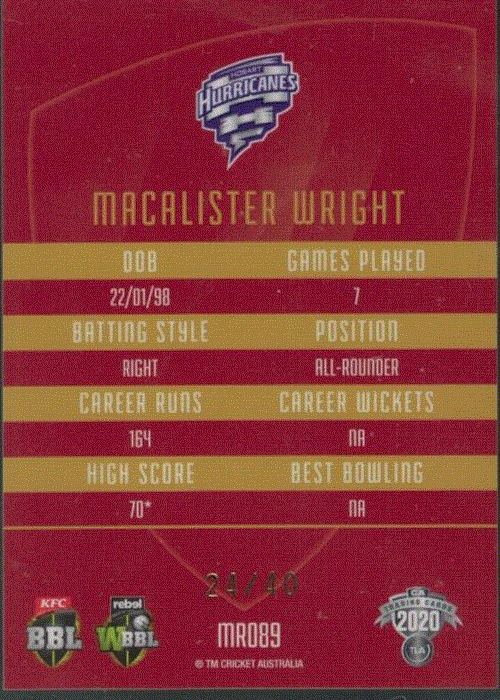 HOBART
HURRICANES
MACALISTER WRIGHT
DOB GAMES PLAYED
22/01/98 7
BATTING STYLE POSITION
RIGHT ALL-ROUNDER
CAREER RUNS CAREER WICKETS
164 NA
HIGH SCORE BEST BOWLING
70* NA
24/40
KFC
BBL
rebel
WBBL
MR089
® TM CRICKET AUSTRALIA
CA
TRADING CARDS
2020
TLA